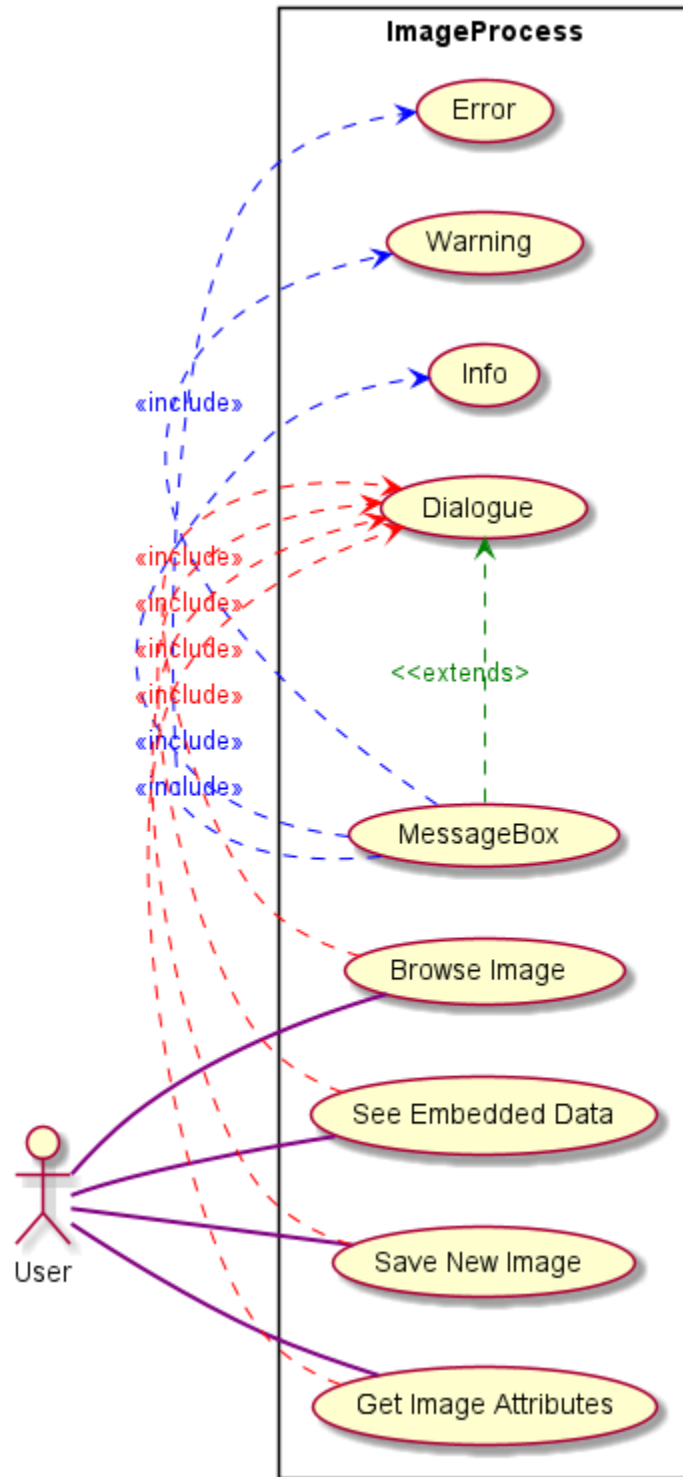 ImageProcess
Error
Warning
Info
«include»
Dialogue
«include»
«include»
«include»
<<extends>
«include»
«include»
«include»
MessageBox
Browse Image
See Embedded Data
Save New Image
User
Get Image Attributes